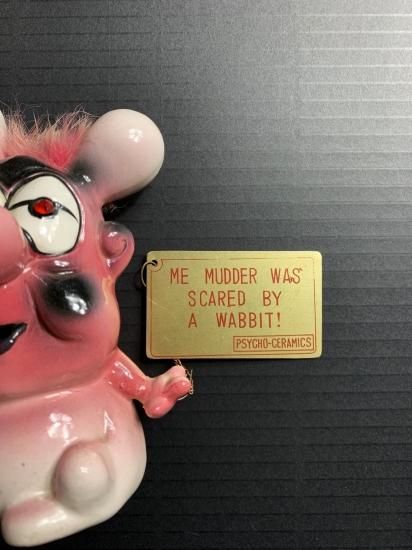 ME MUDDER WAS
SCARED BY
A WABBIT!
PSYCHO-CERAMICS